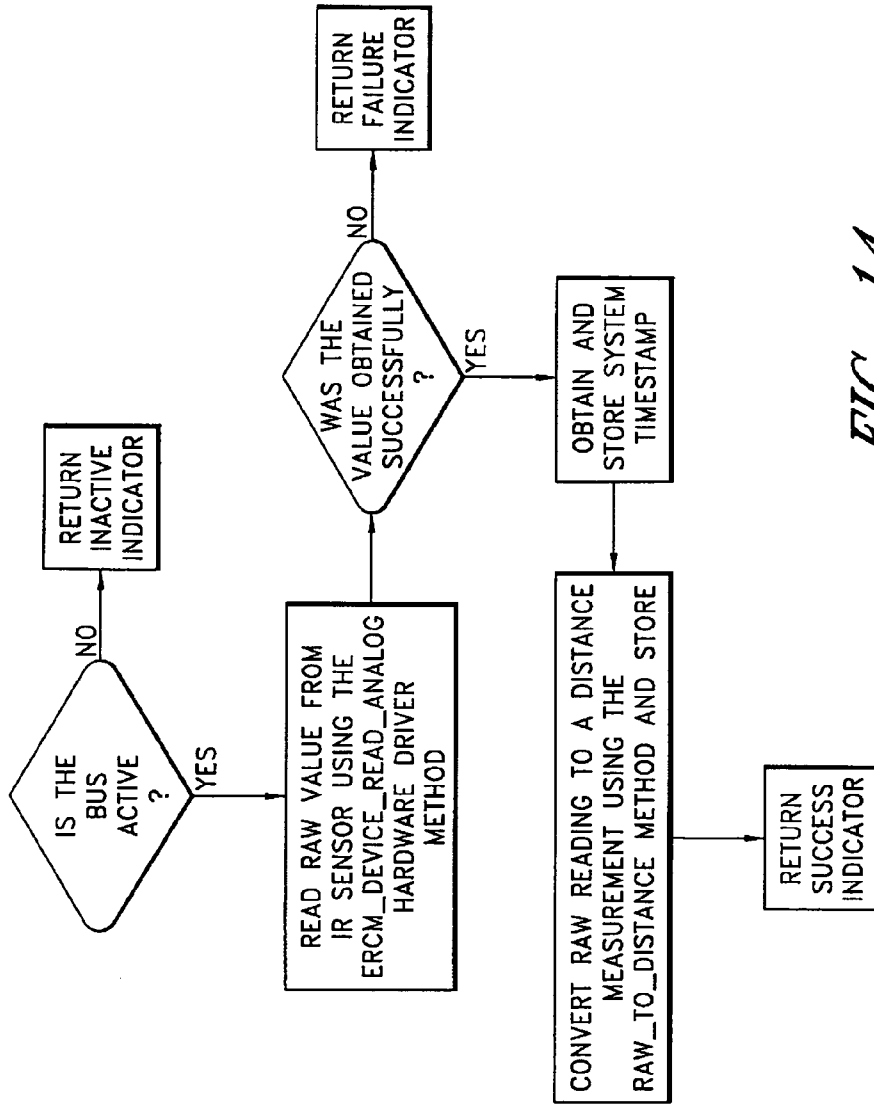 IS THE
BUS
ACTIVE
?
NO
RETURN
INACTIVE
INDICATOR
YES
READ RAW VALUE FROM
IR SENSOR USING THE
ERCM_DEVICE_READ_ANALOG
HARDWARE DRIVER
METHOD
WAS THE
VALUE OBTAINED
SUCCESSFULLY
?
NO
RETURN
FAILURE
INDICATOR
YES
OBTAIN AND
STORE SYSTEM
TIMESTAMP
CONVERT RAW READING TO A DISTANCE
MEASUREMENT USING THE
RAW_TO_DISTANCE METHOD AND STORE
RETURN
SUCCESS
INDICATOR
FIG. 14